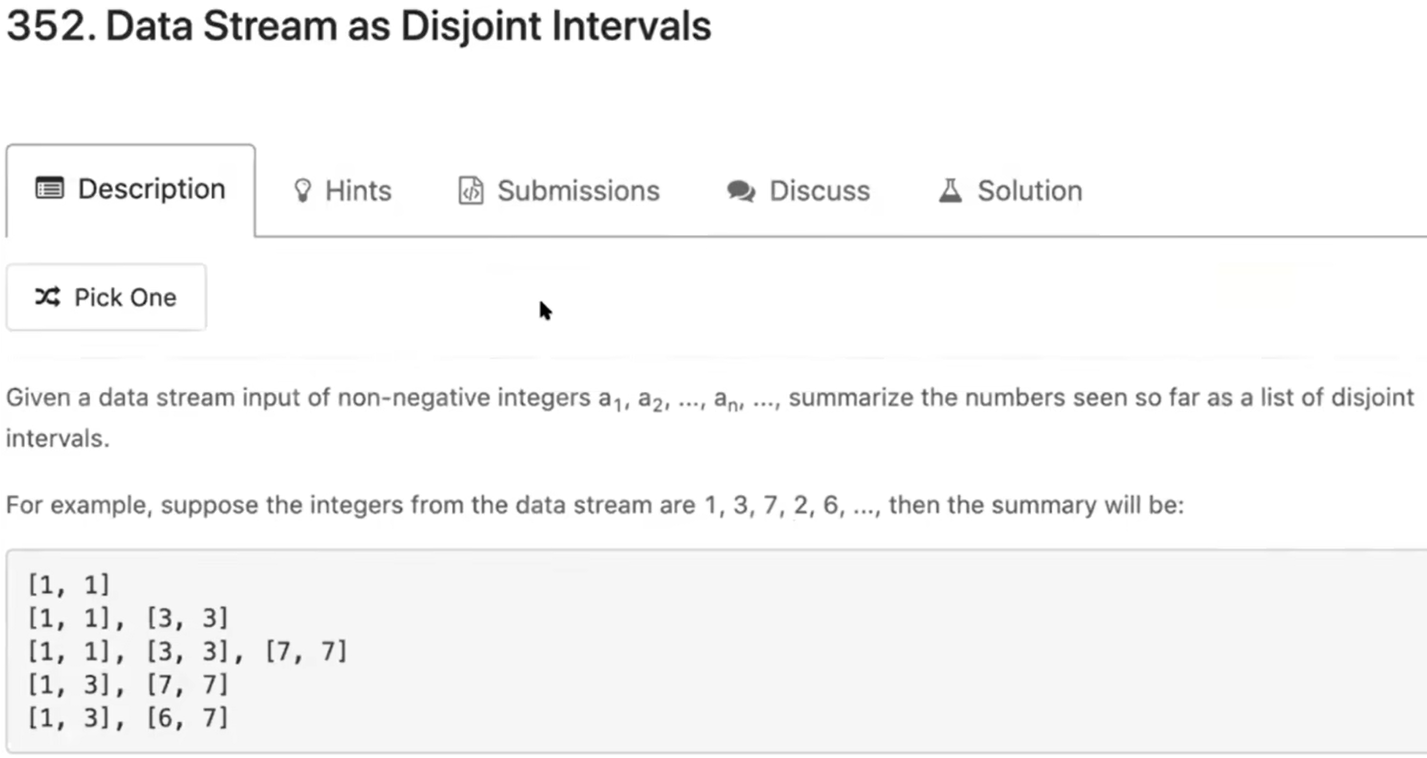 352. Data Stream as Disjoint Intervals
Description Hints Submissions Discuss Solution
Pick One
Given a data stream input of non-negative integers a₁, a₂, ..., aₙ, ..., summarize the numbers seen so far as a list of disjoint
intervals.
For example, suppose the integers from the data stream are 1, 3, 7, 2, 6, ..., then the summary will be:
[1, 1]
[1, 1], [3, 3]
[1, 1], [3, 3], [7, 7]
[1, 3], [7, 7]
[1, 3], [6, 7]